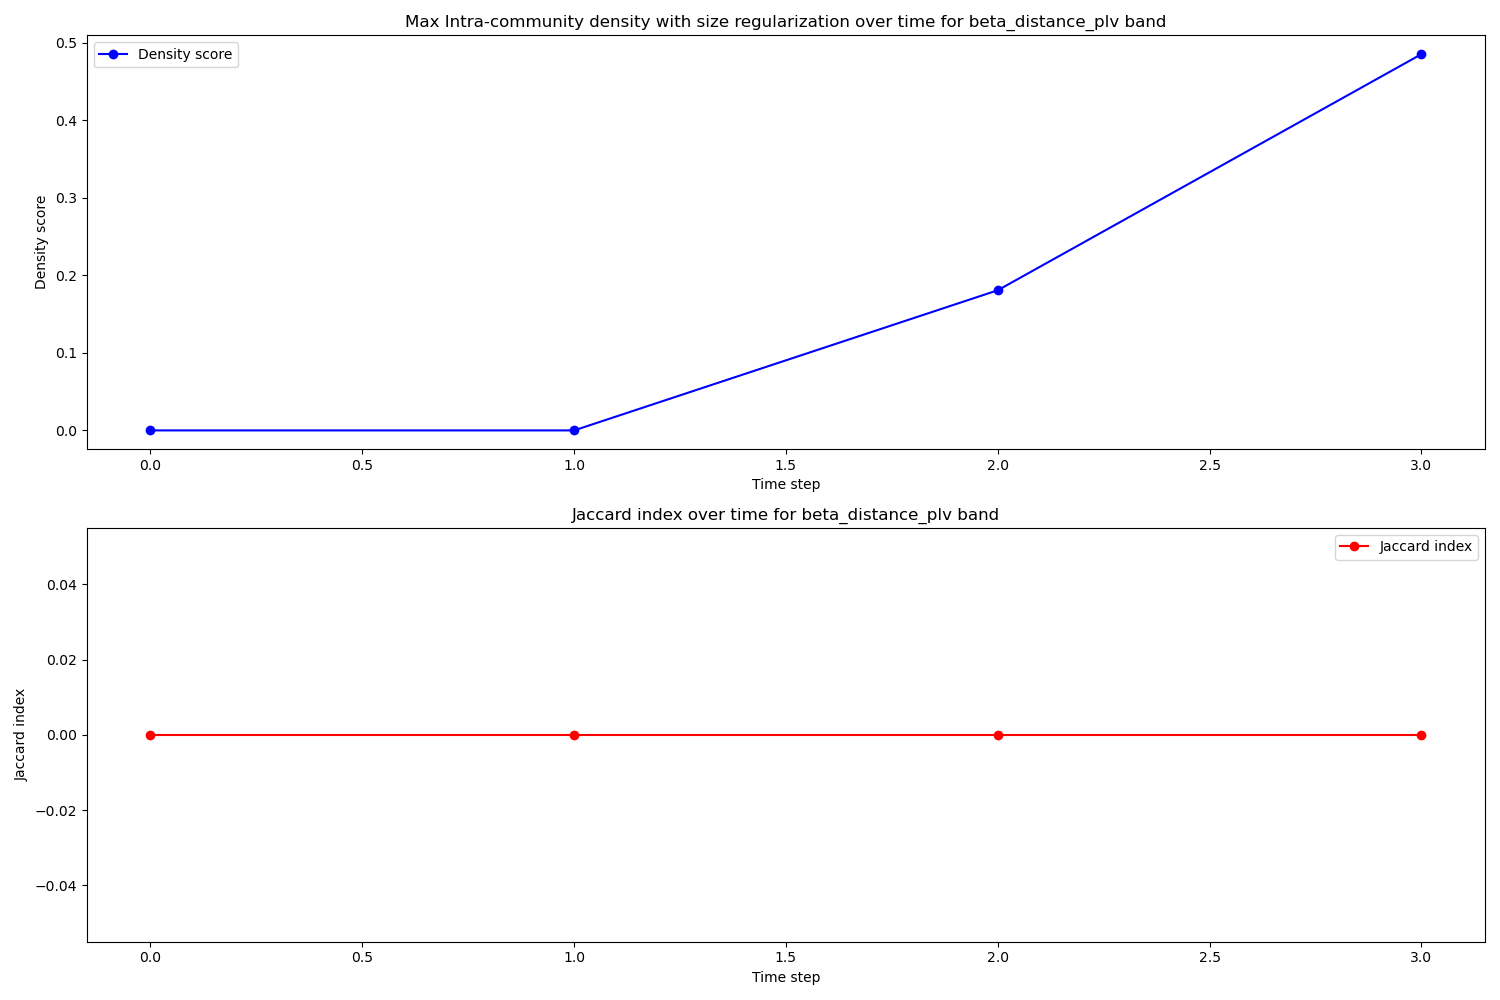 Max Intra-community density with size regularization over time for beta_distance_plv band
Density score
0.5
0.4
0.3
0.2
0.1
0.0
Density score
0.0 0.5 1.0 1.5 2.0 2.5 3.0
Time step
Jaccard index over time for beta_distance_plv band
Jaccard index
0.04
0.02
0.00
−0.02
−0.04
Jaccard index
0.0 0.5 1.0 1.5 2.0 2.5 3.0
Time step